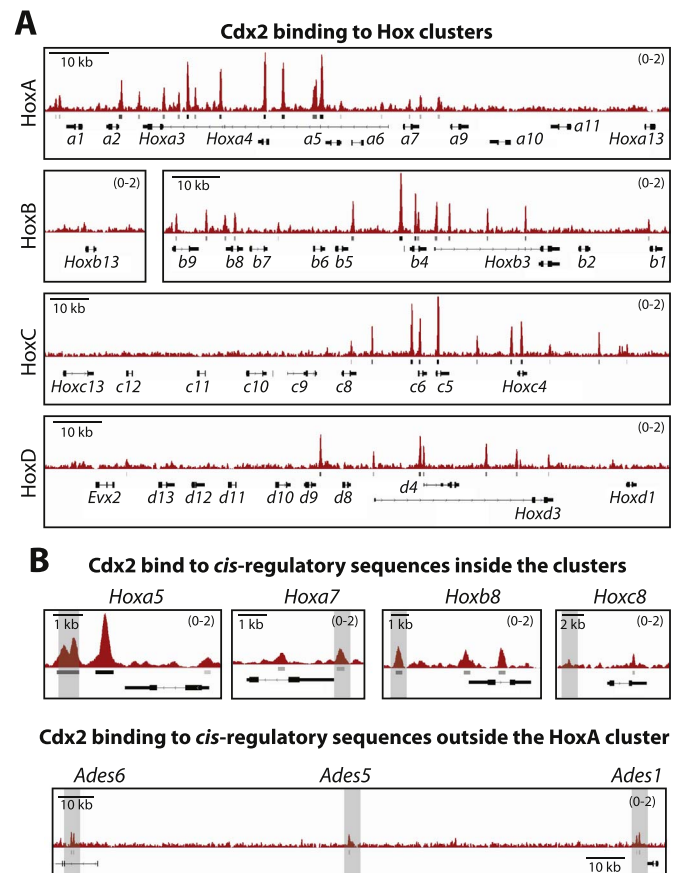 A
Cdx2 binding to Hox clusters
HoxA
10 kb
(0-2)
a1 a2 Hoxa3 Hoxa4 a5 a6 a7 a9 a10 a11 Hoxa13
HoxB
(0-2)
Hoxb13
10 kb
(0-2)
b9 b8 b7 b6 b5 b4 Hoxb3 b2 b1
HoxC
10 kb
(0-2)
Hoxc13 c12 c11 c10 c9 c8 c6 c5 Hoxc4
HoxD
10 kb
(0-2)
Evx2 d13 d12 d11 d10 d9 d8 d4 Hoxd3 Hoxd1
B
Cdx2 bind to cis-regulatory sequences inside the clusters
Hoxa5 Hoxa7 Hoxb8 Hoxc8
1 kb (0-2) 1 kb (0-2) 1 kb (0-2) 2 kb (0-2)
Cdx2 binding to cis-regulatory sequences outside the HoxA cluster
Ades6 Ades5 Ades1
10 kb (0-2)
10 kb